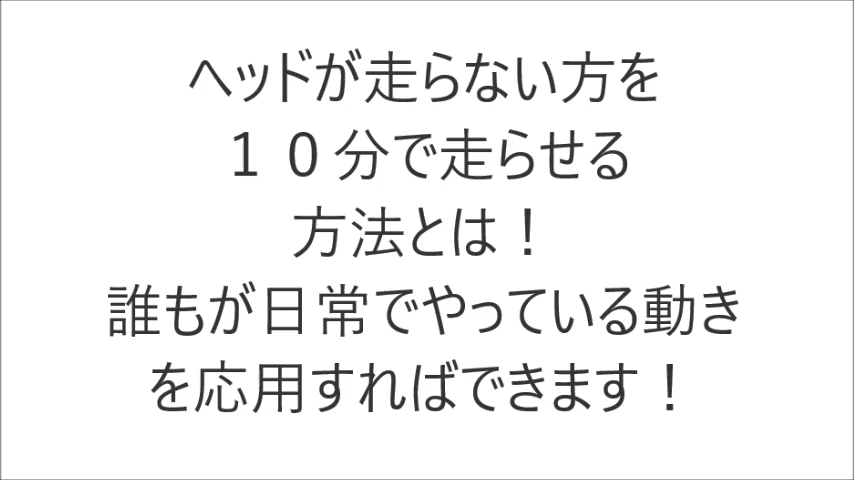 ヘッドが走らない方を
１０分で走らせる
方法とは！
誰もが日常でやっている動き
を応用すればできます！